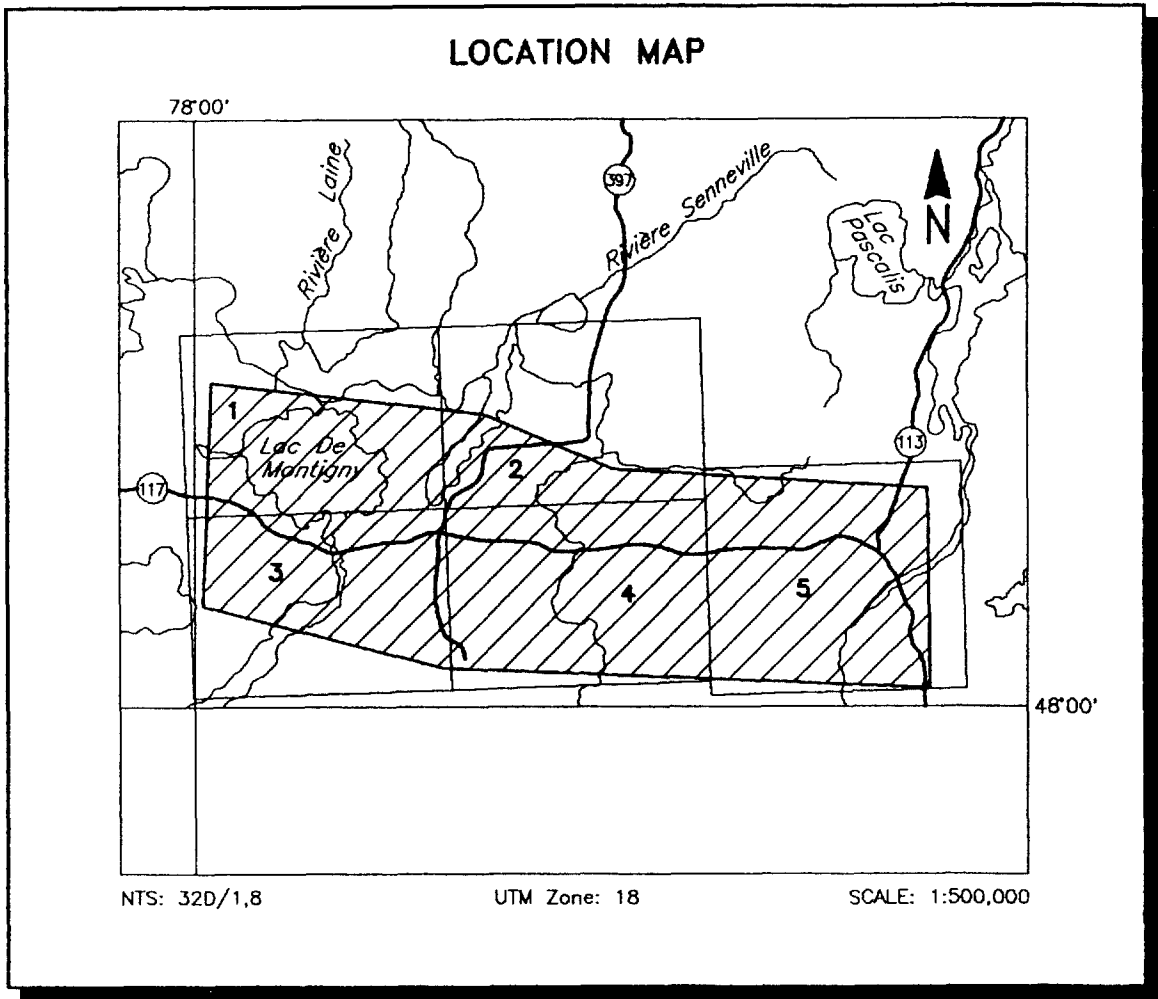 LOCATION MAP
78°00'
Rivière Laine
397
Rivière Senneville
Lac
Pascalis
N
1
Lac De
Montigny
2
113
117
3
4
5
48°00'
NTS: 32D/1,8
UTM Zone: 18
SCALE: 1:500,000